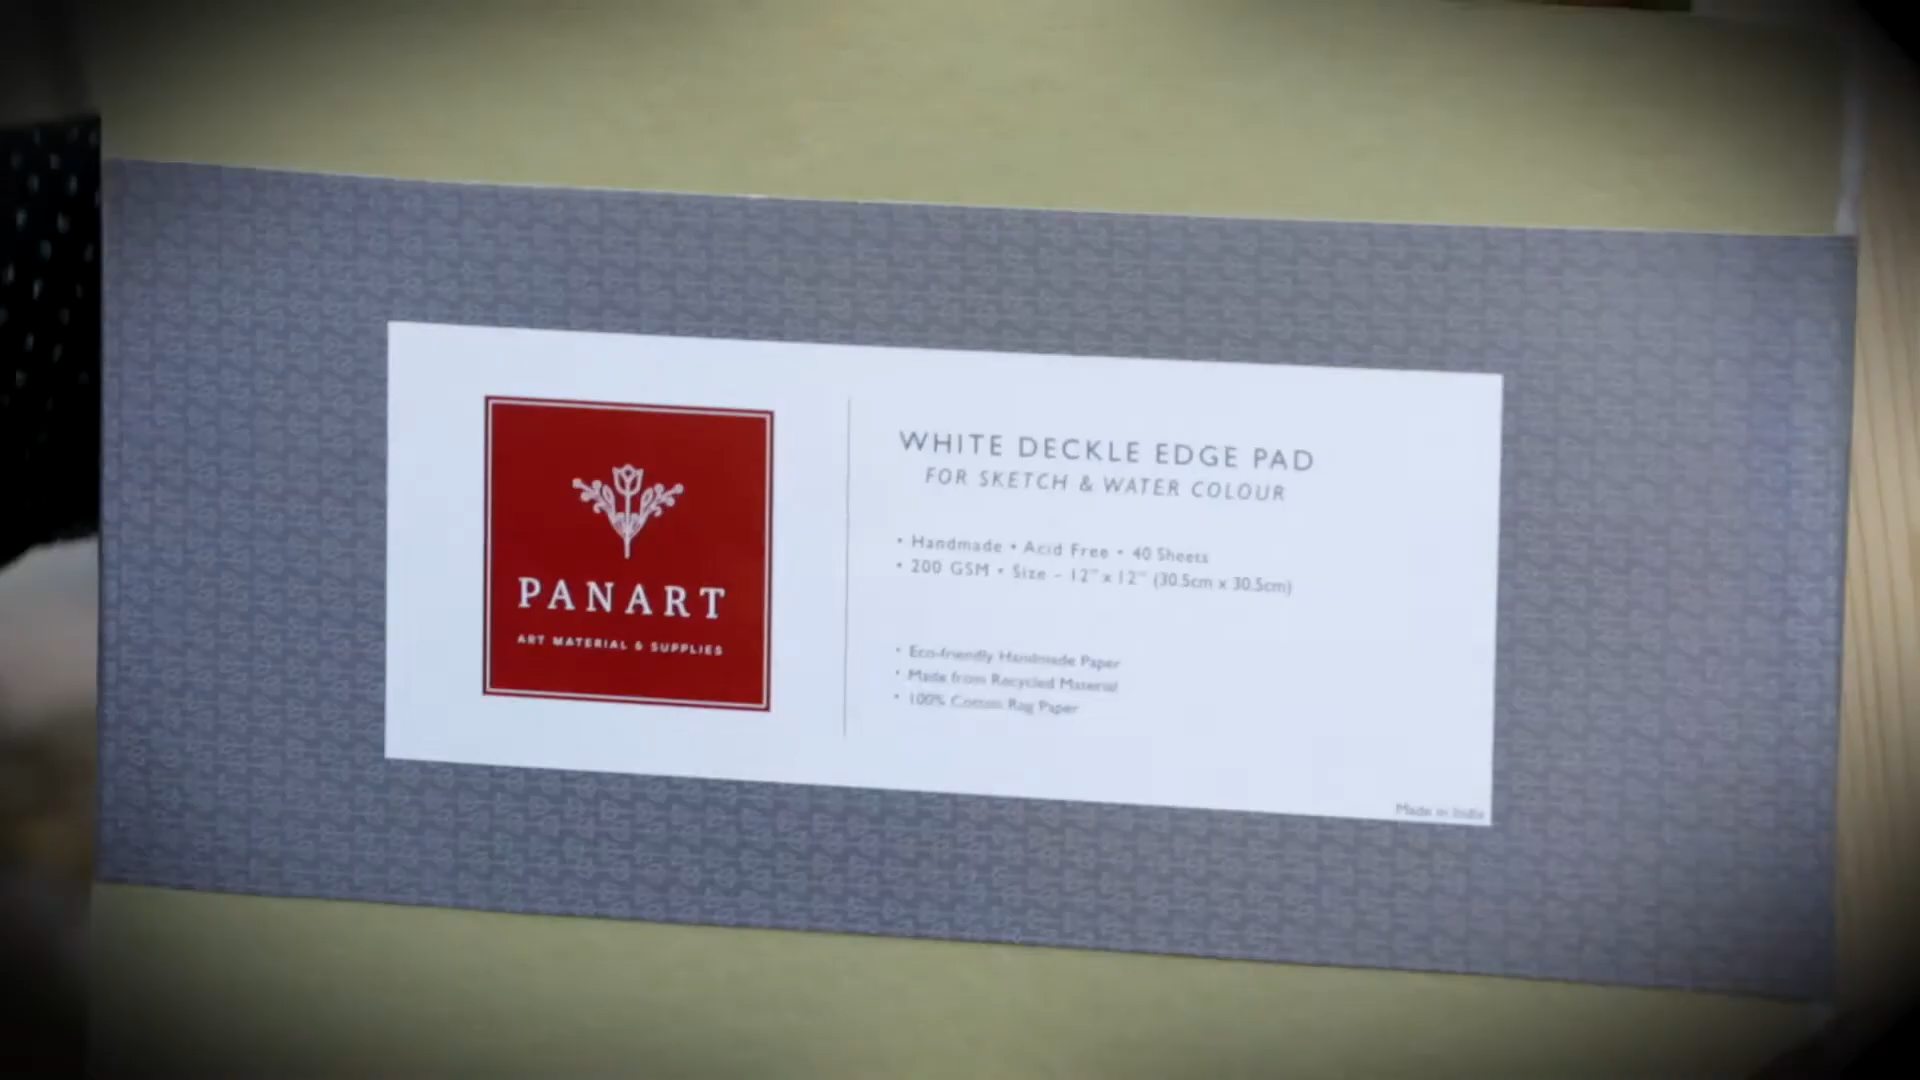 PANART
ART MATERIAL & SUPPLIES
WHITE DECKLE EDGE PAD
FOR SKETCH & WATER COLOUR
• Handmade • Acid Free • 40 Sheets
• 200 GSM • Size - 12" x 12" (30.5cm x 30.5cm)
• Eco-friendly Handmade Paper
• Made from Recycled Material
• 100% Cotton Rag Paper
Made in India